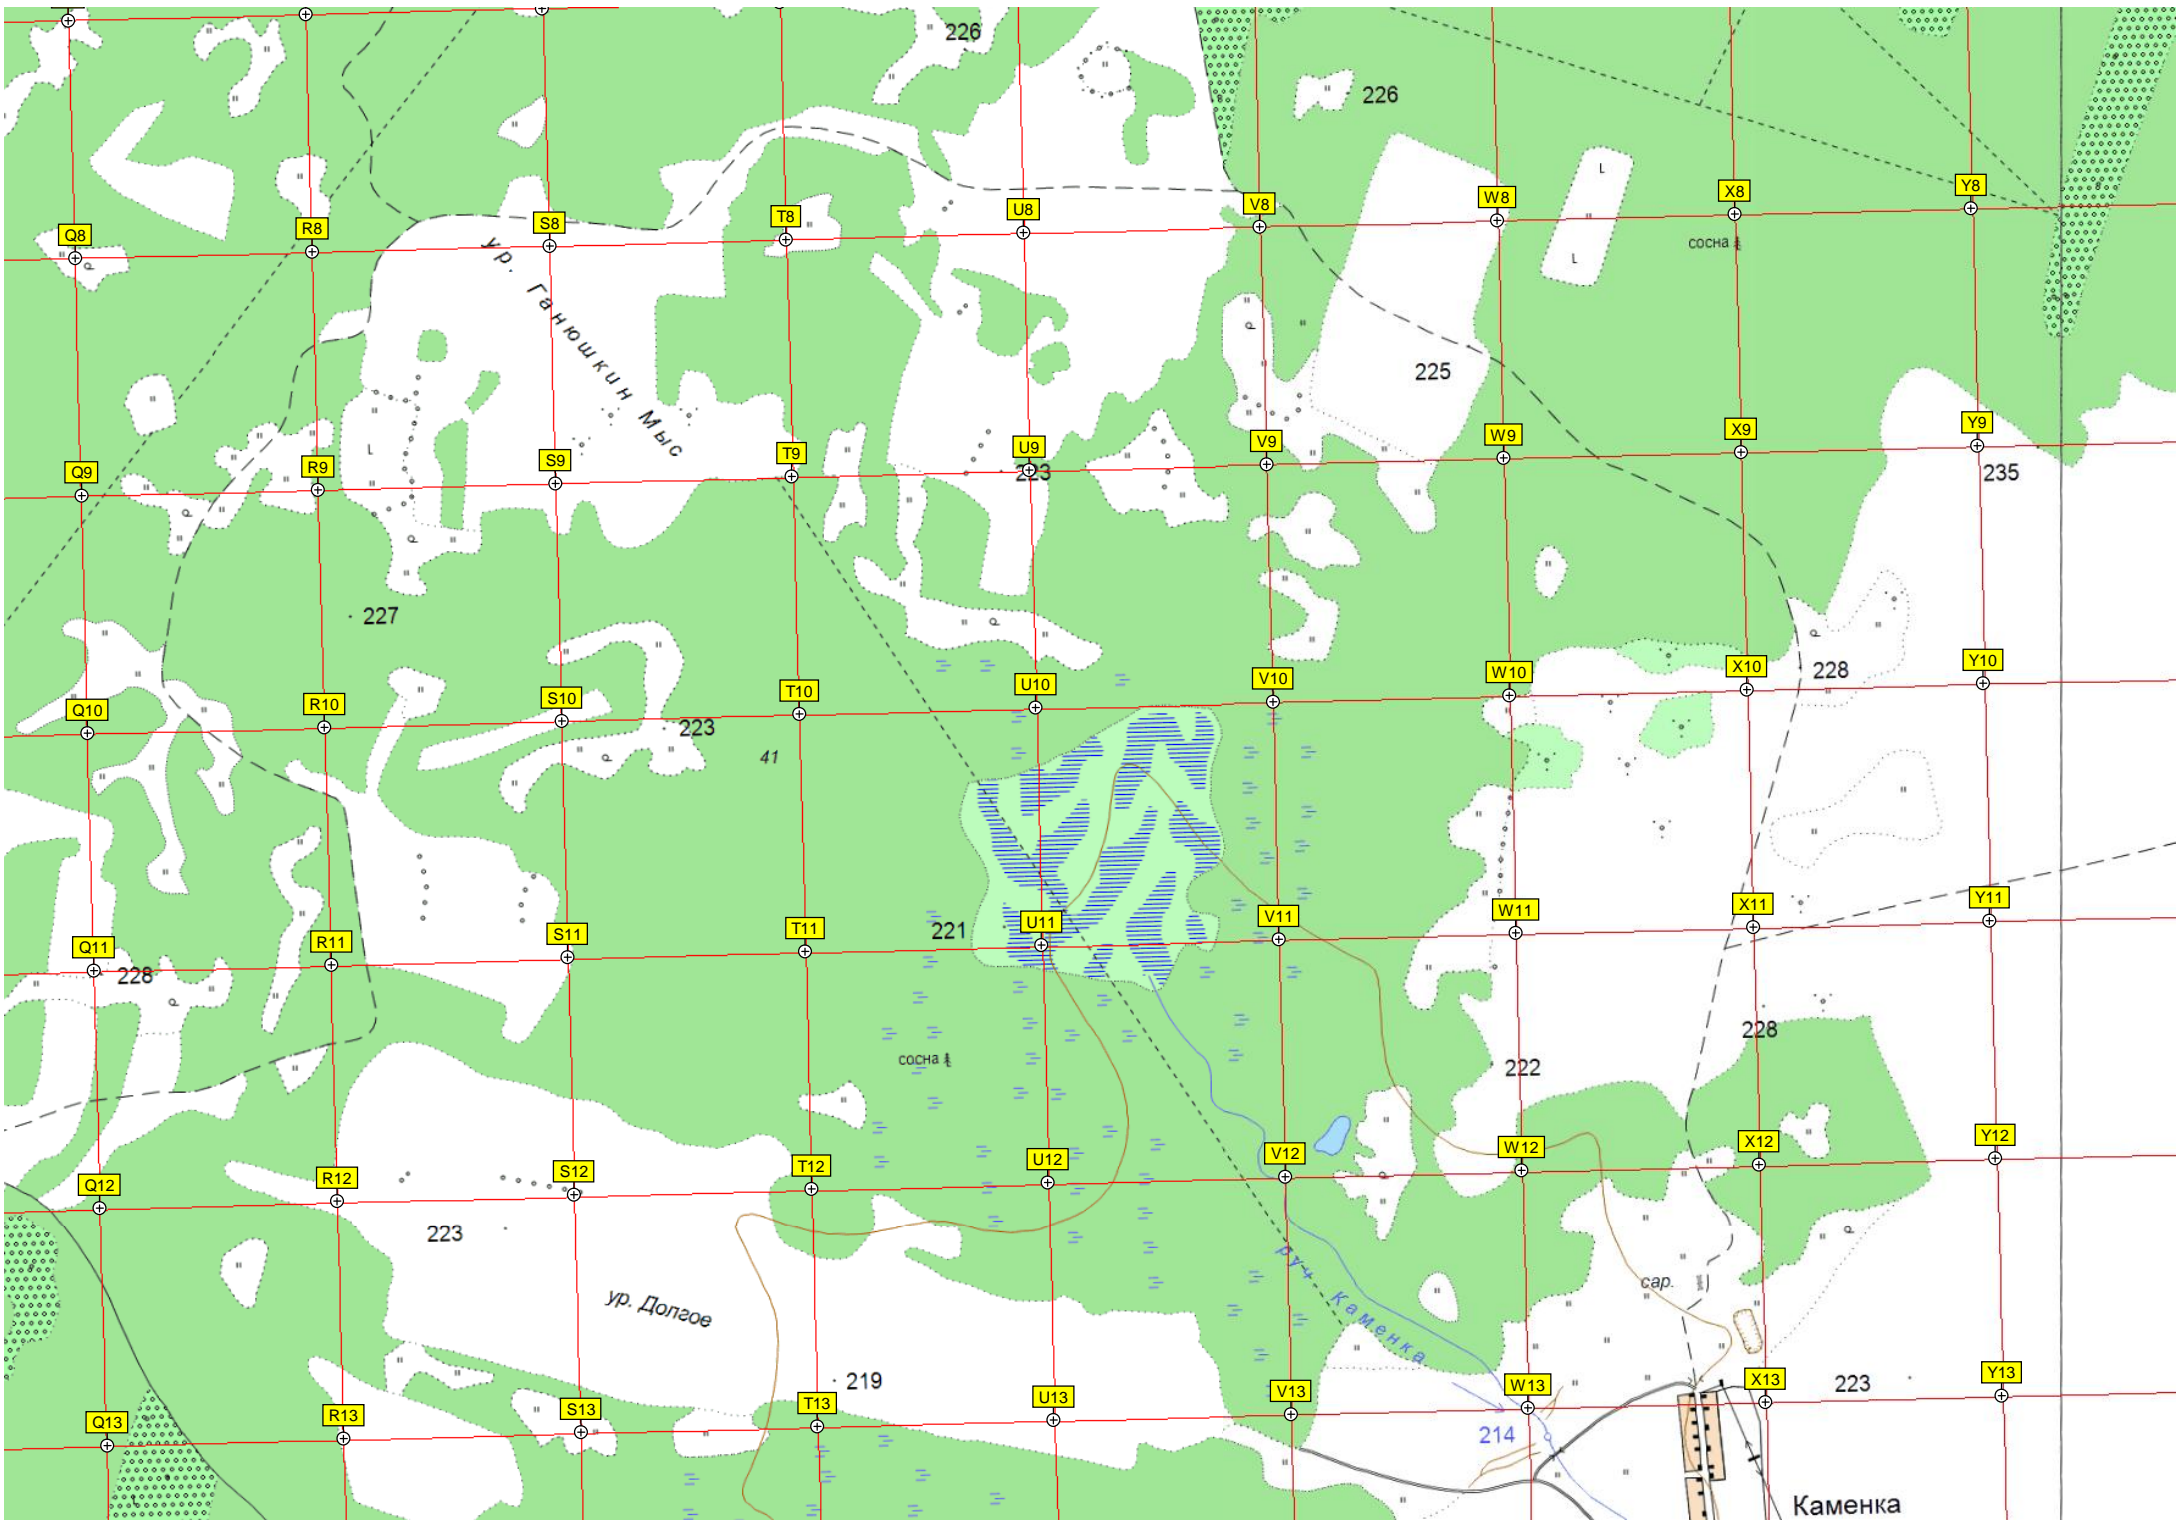 226
226
Q8
R8
S8
T8
U8
V8
W8
X8
Y8
сосна
ур. Ганюшкин Мыс
225
Q9
R9
S9
T9
U9
V9
W9
X9
Y9
223
235
227
Q10
R10
S10
T10
U10
V10
W10
X10
Y10
228
223
41
Q11
R11
S11
T11
U11
V11
W11
X11
Y11
221
228
228
сосна
222
Q12
R12
S12
T12
U12
V12
W12
X12
Y12
223
ур. Долгое
руч. Каменка
сар.
219
223
Q13
R13
S13
T13
U13
V13
W13
X13
Y13
214
Каменка